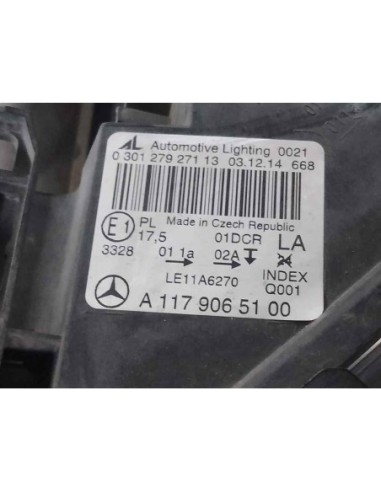 AL Automotive Lighting 0021
0 301 279 271 13 03.12.14 668
E1 PL Made in Czech Republic
17,5 01DCR LA
3328 01 1a 02A 24
LE11A6270 INDEX
Q001
A 117 906 51 00